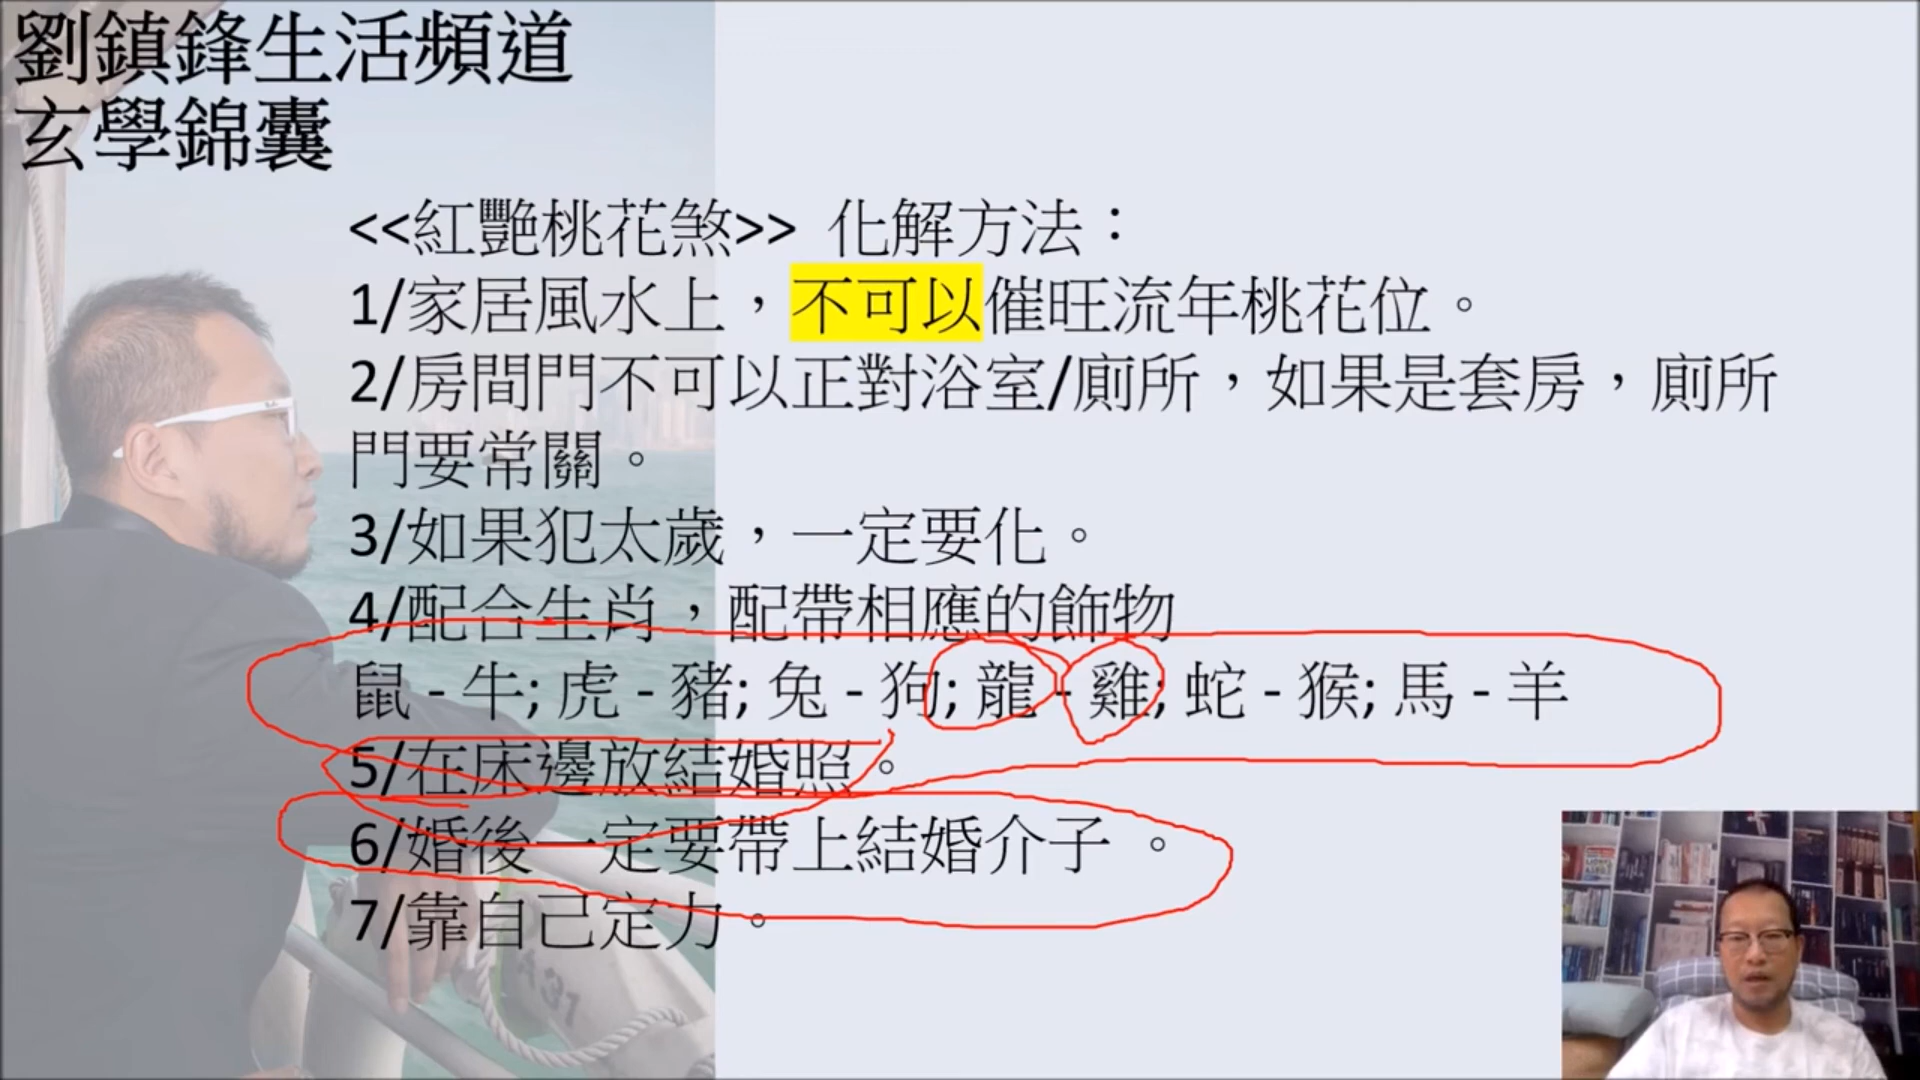 劉鎮鋒生活頻道
玄學錦囊
<<紅艷桃花煞>> 化解方法：
1/家居風水上，不可以催旺流年桃花位。
2/房間門不可以正對浴室/廁所，如果是套房，廁所
門要常關。
3/如果犯太歲，一定要化。
4/配合生肖，配帶相應的飾物
鼠 - 牛; 虎 - 豬; 兔 - 狗; 龍 - 雞; 蛇 - 猴; 馬 - 羊
5/在床邊放結婚照。
6/婚後一定要帶上結婚介子 。
7/靠自己定力。